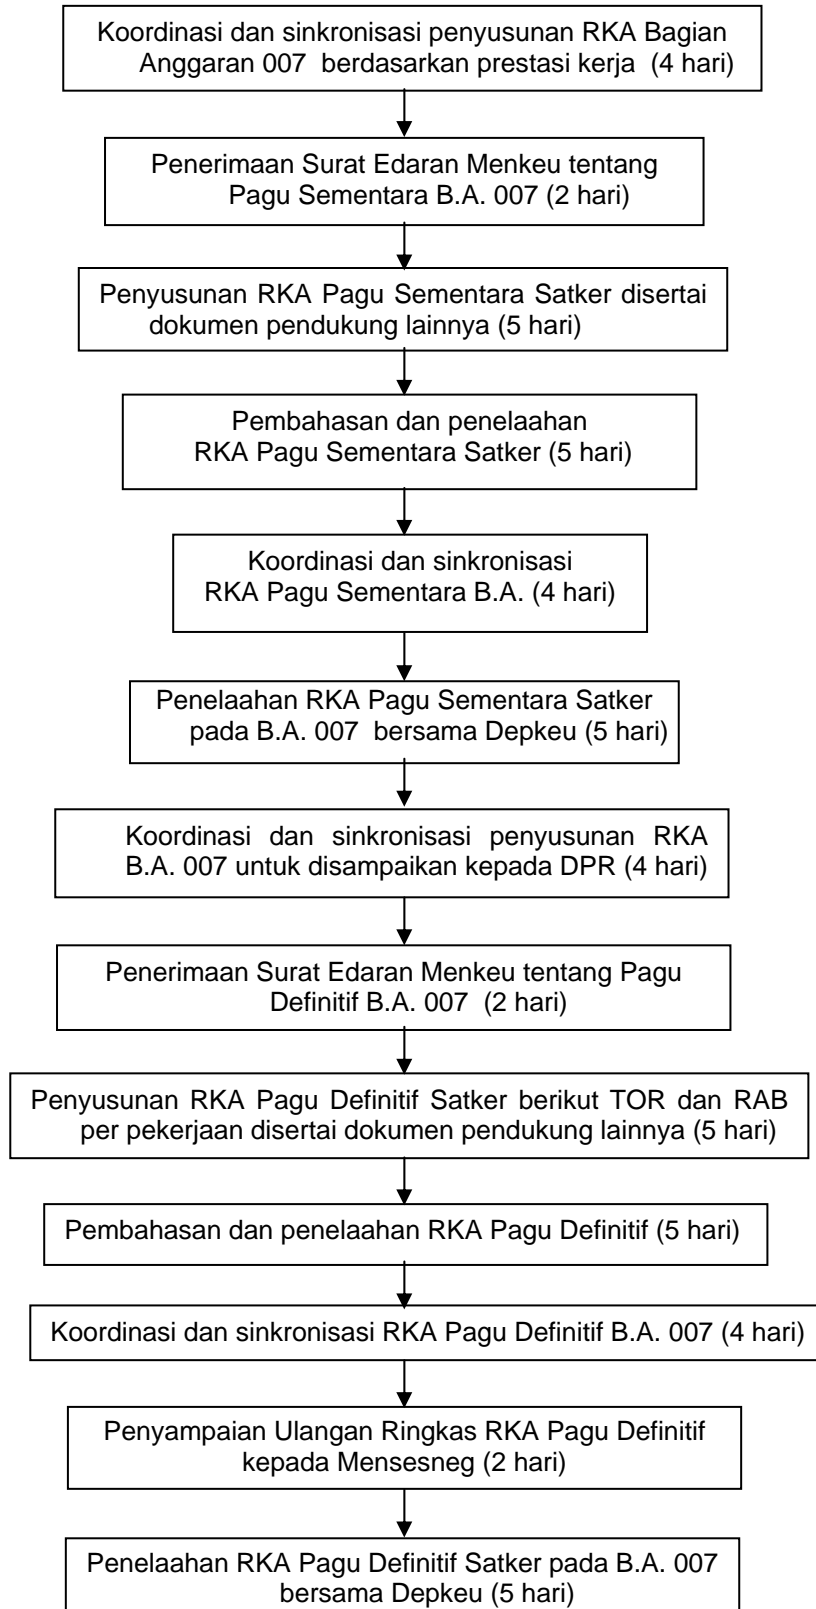 Koordinasi dan sinkronisasi penyusunan RKA Bagian
Anggaran 007 berdasarkan prestasi kerja (4 hari)
Penerimaan Surat Edaran Menkeu tentang
Pagu Sementara B.A. 007 (2 hari)
Penyusunan RKA Pagu Sementara Satker disertai
dokumen pendukung lainnya (5 hari)
Pembahasan dan penelaahan
RKA Pagu Sementara Satker (5 hari)
Koordinasi dan sinkronisasi
RKA Pagu Sementara B.A. (4 hari)
Penelaahan RKA Pagu Sementara Satker
pada B.A. 007 bersama Depkeu (5 hari)
Koordinasi dan sinkronisasi penyusunan RKA
B.A. 007 untuk disampaikan kepada DPR (4 hari)
Penerimaan Surat Edaran Menkeu tentang Pagu
Definitif B.A. 007 (2 hari)
Penyusunan RKA Pagu Definitif Satker berikut TOR dan RAB
per pekerjaan disertai dokumen pendukung lainnya (5 hari)
Pembahasan dan penelaahan RKA Pagu Definitif (5 hari)
Koordinasi dan sinkronisasi RKA Pagu Definitif B.A. 007 (4 hari)
Penyampaian Ulangan Ringkas RKA Pagu Definitif
kepada Mensesneg (2 hari)
Penelaahan RKA Pagu Definitif Satker pada B.A. 007
bersama Depkeu (5 hari)